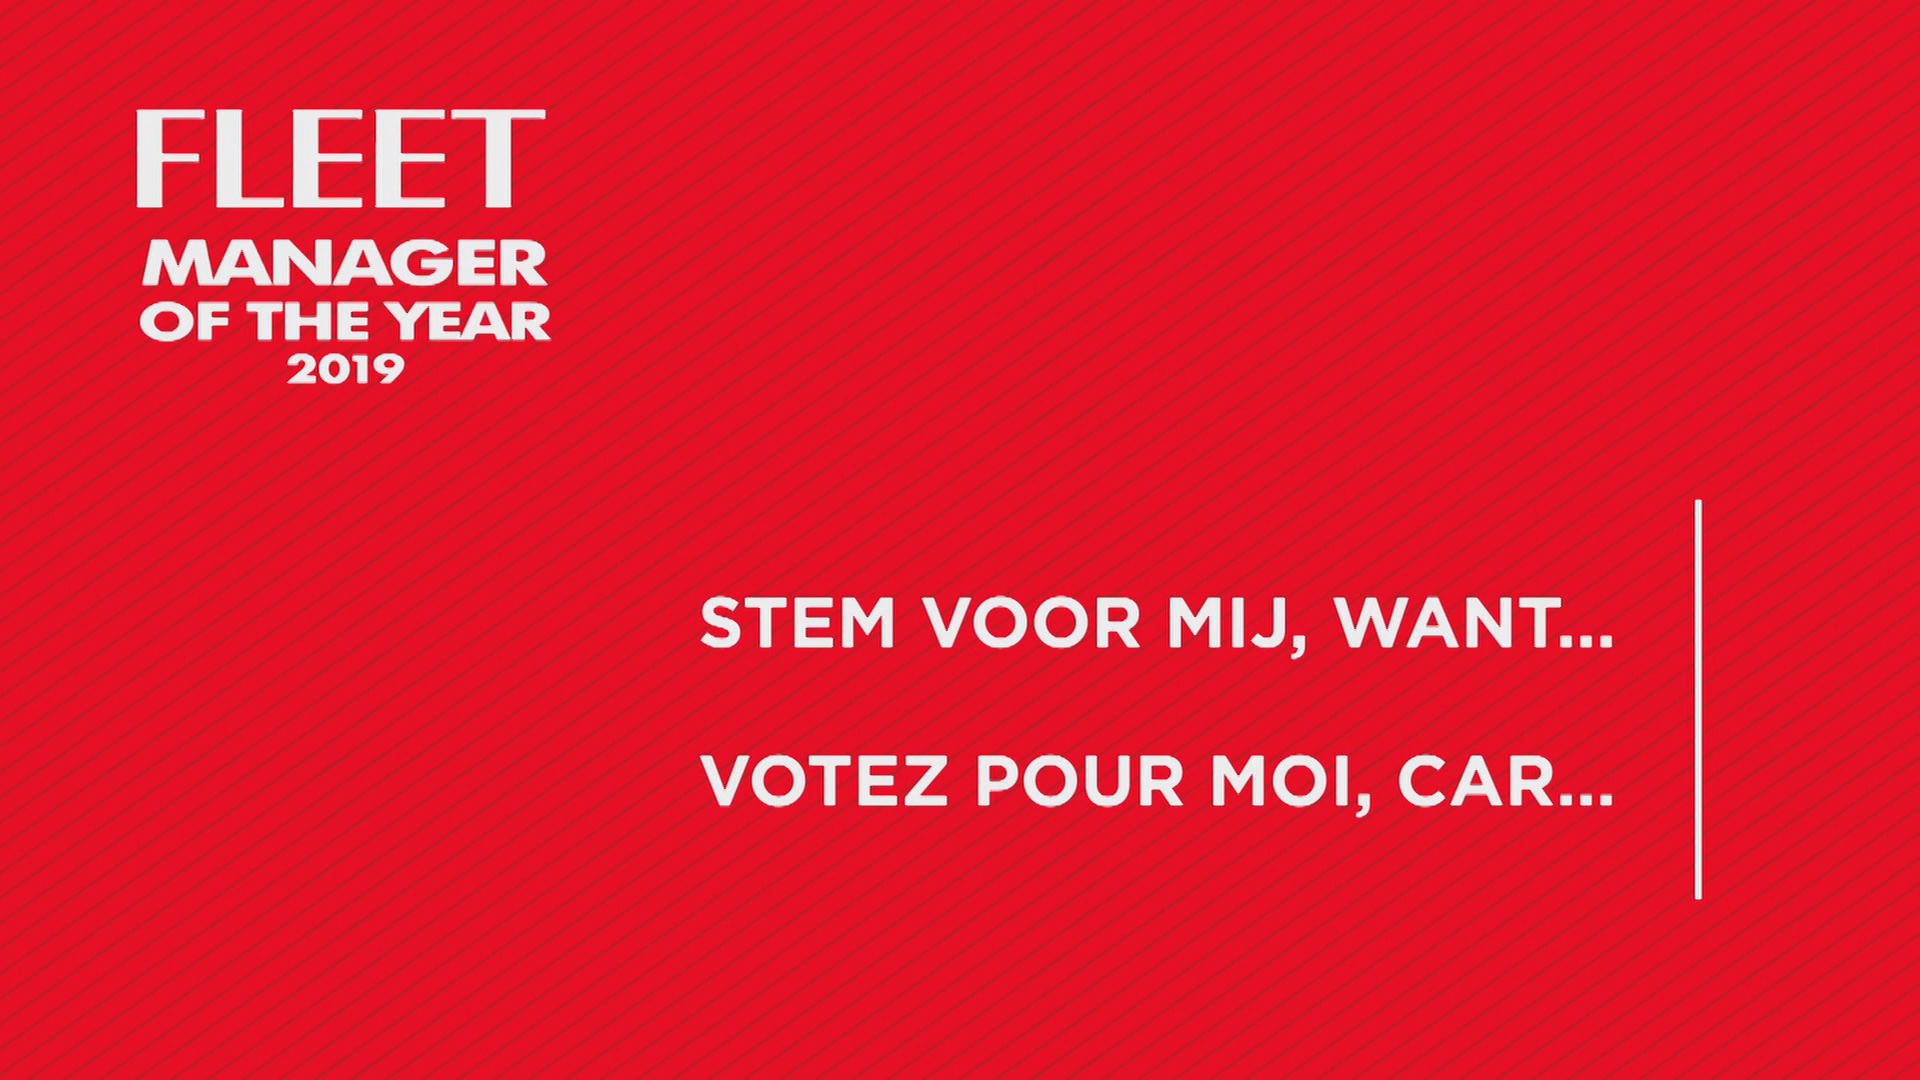 FLEET
MANAGER
OF THE YEAR
2019
STEM VOOR MIJ, WANT...
VOTEZ POUR MOI, CAR...